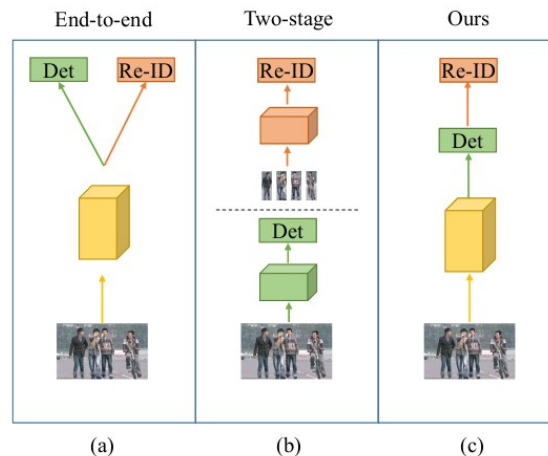 End-to-end
Two-stage
Ours
Det
Re-ID
Re-ID
Re-ID
Det
Det
(a)
(b)
(c)